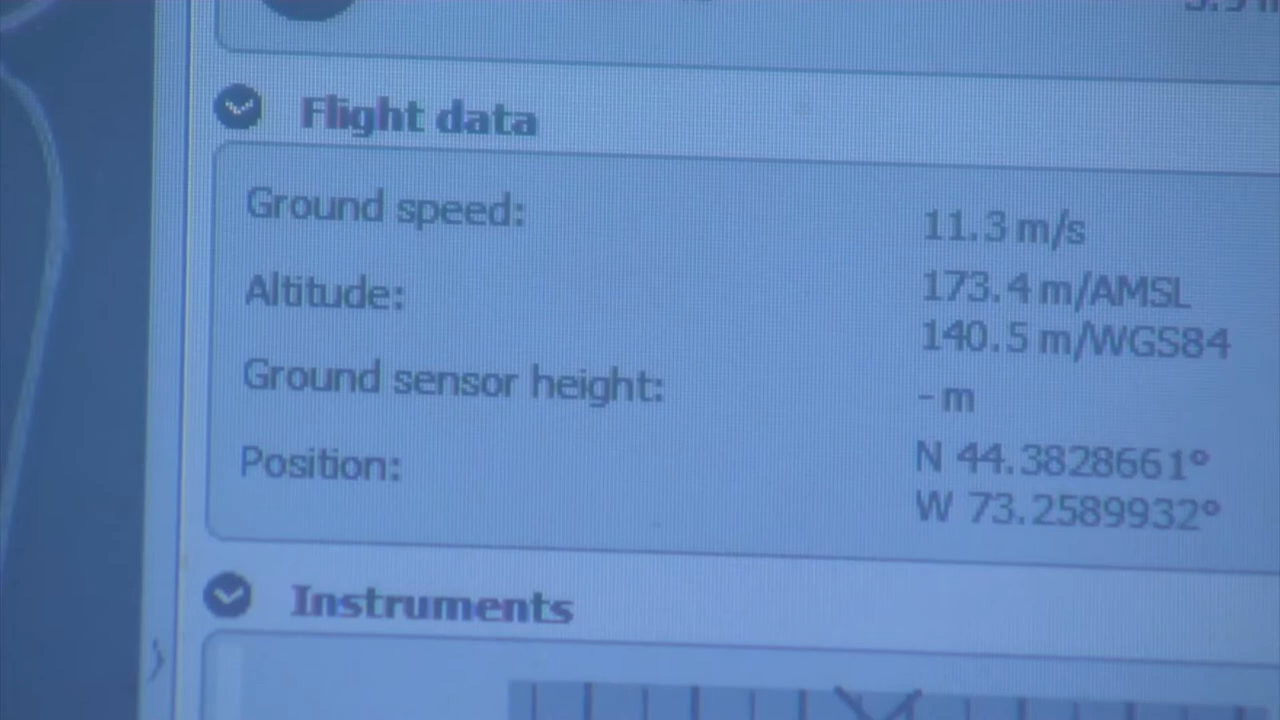 Flight data
Ground speed: 11.3 m/s
Altitude: 173.4 m/AMSL
140.5 m/WGS84
Ground sensor height: - m
Position: N 44.3828661°
W 73.2589932°
Instruments